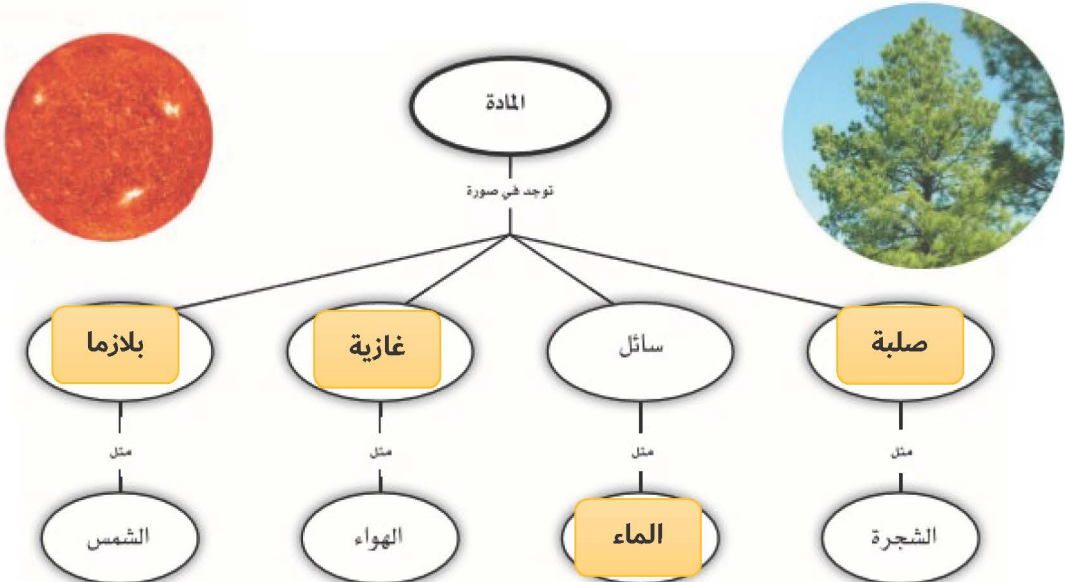 المادة
توجد في صورة
صلبة
سائل
غازية
بلازما
مثل
مثل
مثل
مثل
الشجرة
الماء
الهواء
الشمس